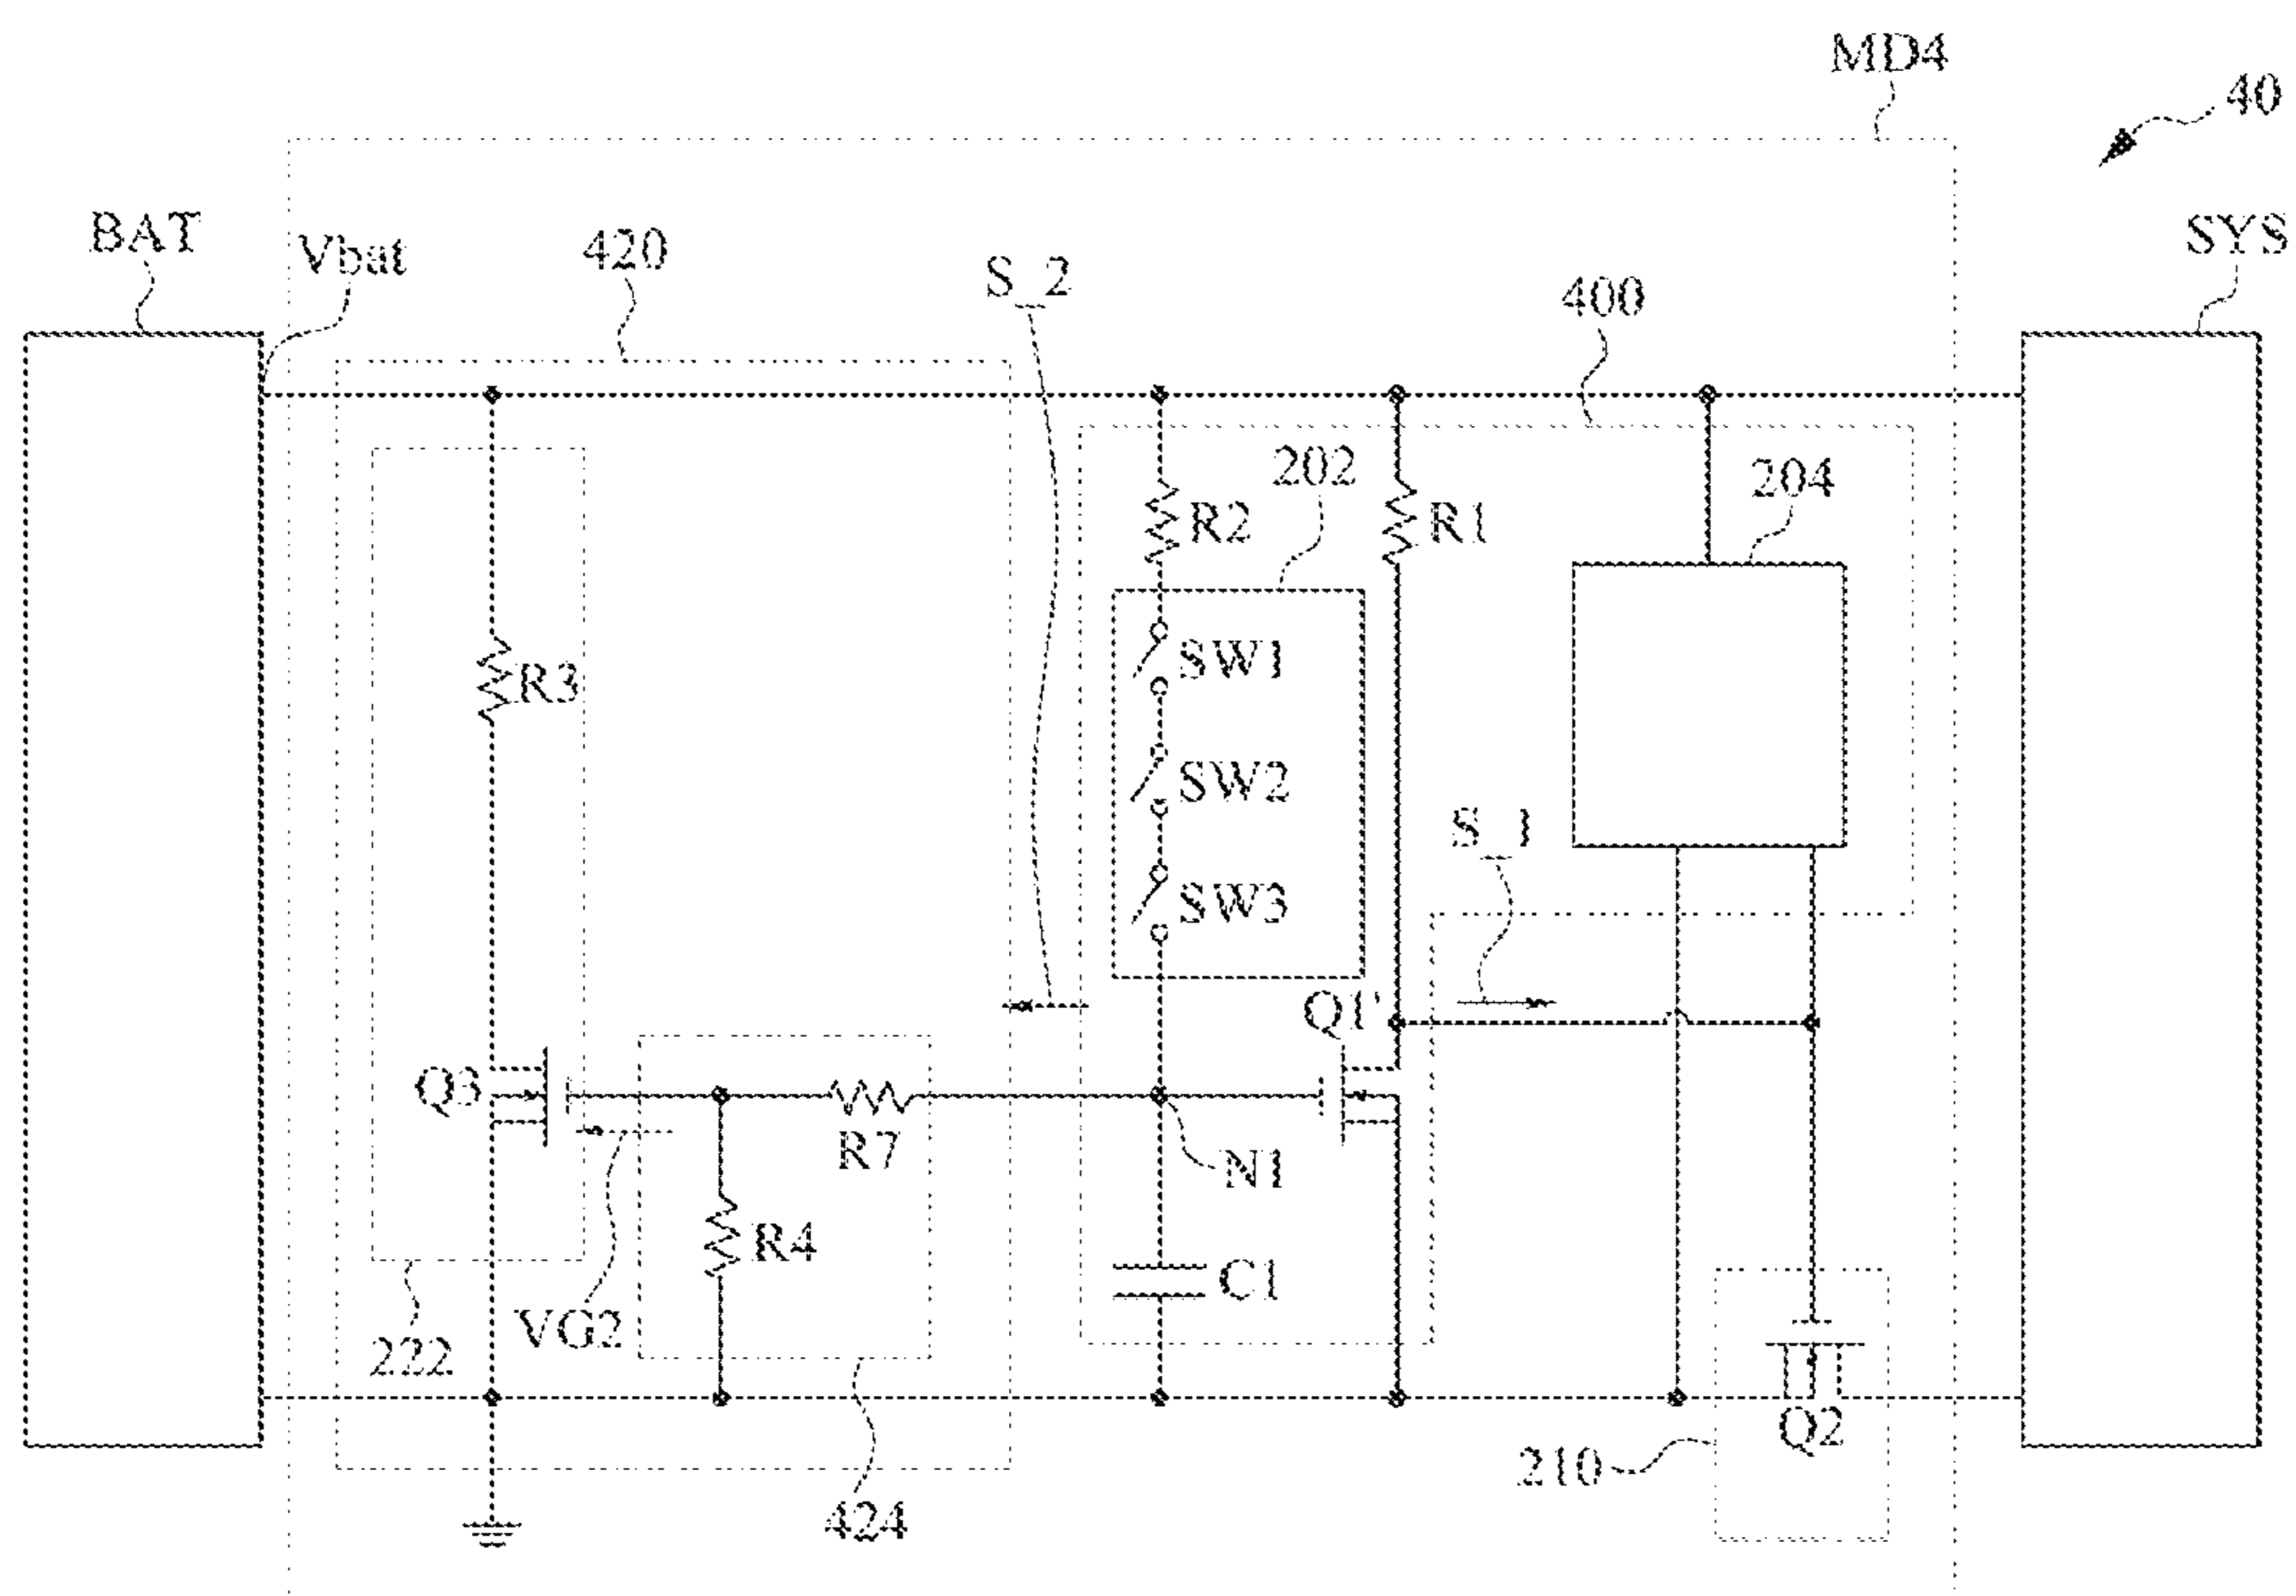 MD4
40
BAT
Vbat
420
S_2
400
SYS
202
204
R2
R1
SW1
R3
SW2
S_1
SW3
Q1'
Q3
R7
N1
R4
C1
VG2
222
Q2
210
424